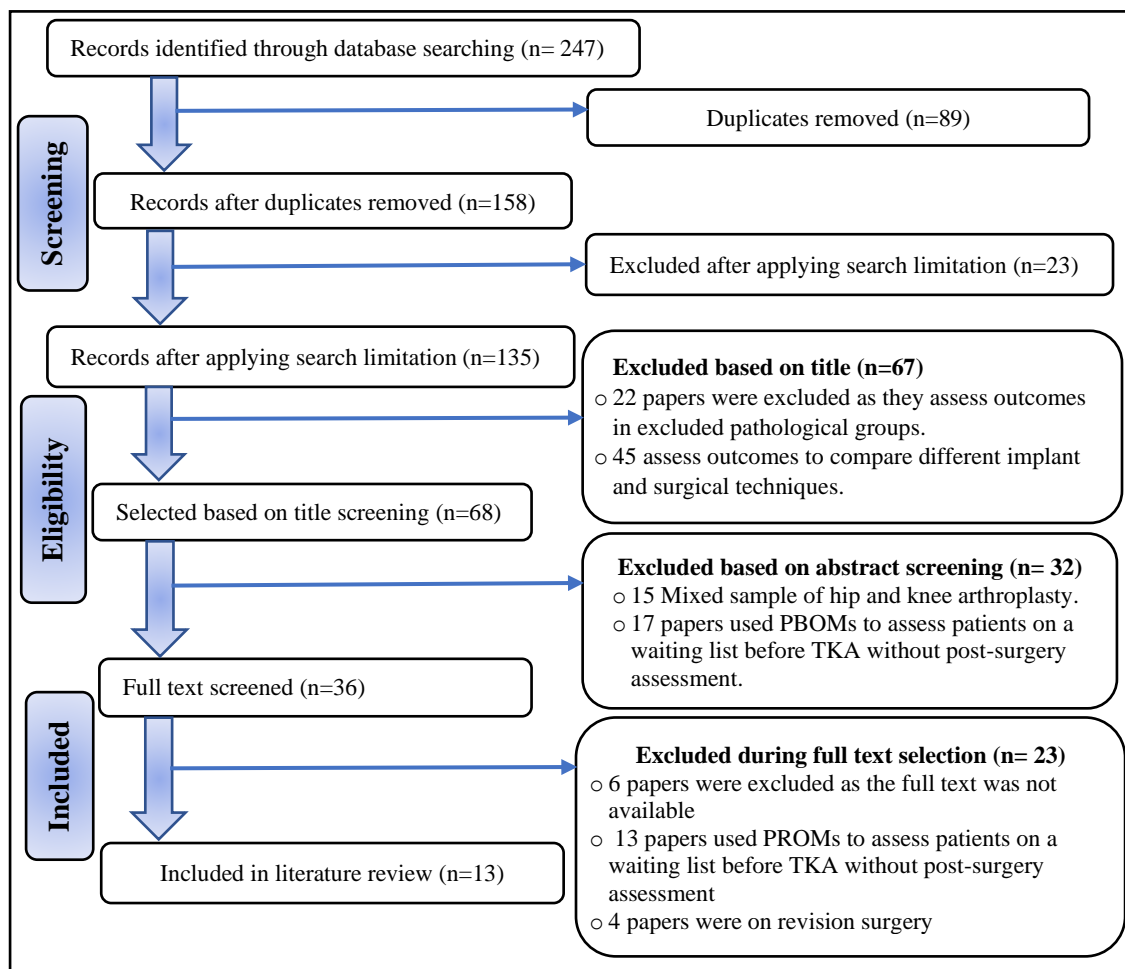 Records identified through database searching (n= 247)
Duplicates removed (n=89)
Screening
Records after duplicates removed (n=158)
Excluded after applying search limitation (n=23)
Records after applying search limitation (n=135)
Excluded based on title (n=67)
o 22 papers were excluded as they assess outcomes
in excluded pathological groups.
o 45 assess outcomes to compare different implant
and surgical techniques.
Eligibility
Selected based on title screening (n=68)
Excluded based on abstract screening (n= 32)
o 15 Mixed sample of hip and knee arthroplasty.
o 17 papers used PBOMs to assess patients on a
waiting list before TKA without post-surgery
assessment.
Full text screened (n=36)
Included
Excluded during full text selection (n= 23)
o 6 papers were excluded as the full text was not
available
o 13 papers used PROMs to assess patients on a
waiting list before TKA without post-surgery
assessment
o 4 papers were on revision surgery
Included in literature review (n=13)